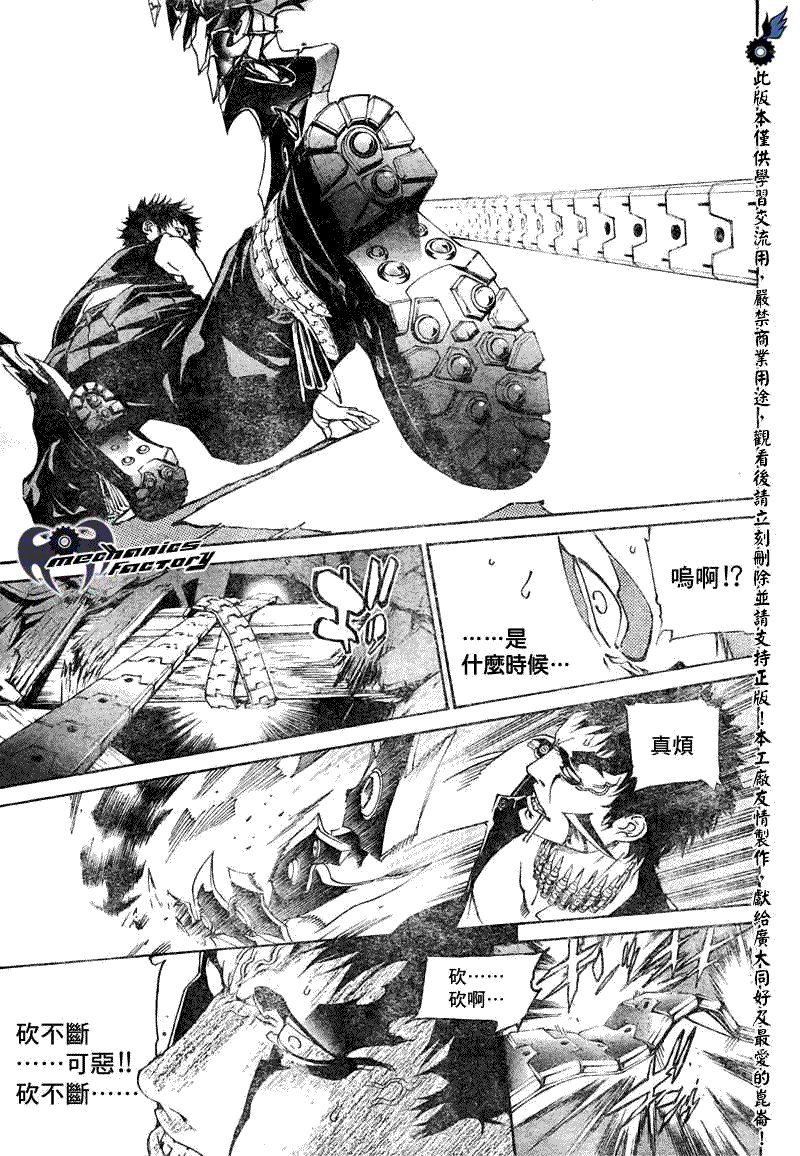 此版本僅供學習交流用，嚴禁商業用途，觀看後請立刻刪除並請支持正版！本工廠友情製作，獻給廣大同好及最愛的崑崙！
mechanics
factory
嗚啊!?
……是
什麼時候…
真煩
砍……
砍啊…
砍不斷
……可惡!!
砍不斷……